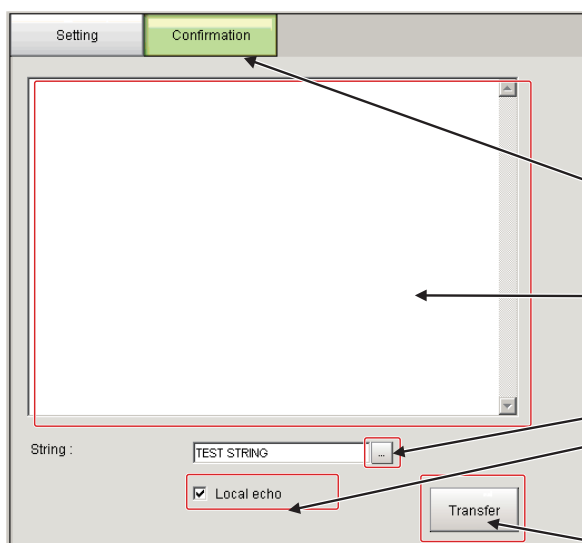 Setting Confirmation
String :
TEST STRING ...
Local echo
Transfer